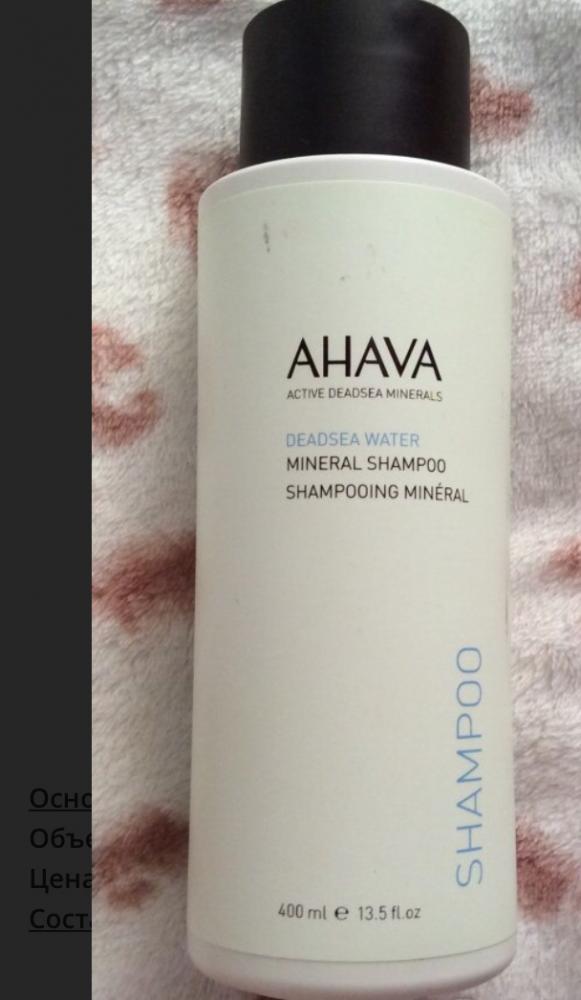 AHAVA
ACTIVE DEADSEA MINERALS
DEADSEA WATER
MINERAL SHAMPOO
SHAMPOOING MINÉRAL
SHAMPOO
400 ml e 13.5 fl.oz